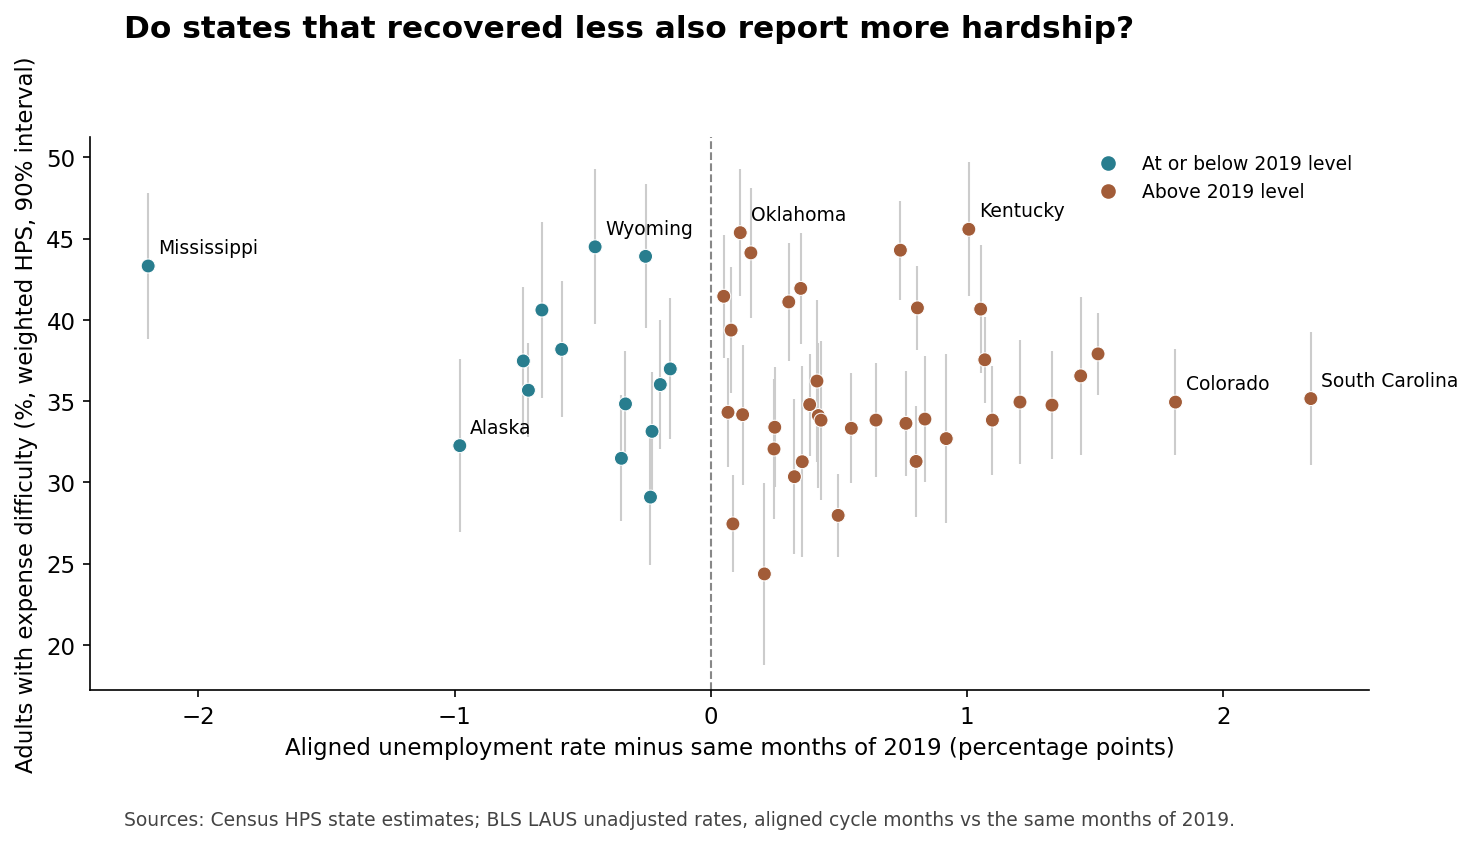 Do states that recovered less also report more hardship?
Adults with expense difficulty (%, weighted HPS, 90% interval)
50
45
40
35
30
25
20
At or below 2019 level
Above 2019 level
Mississippi
Wyoming
Oklahoma
Kentucky
Alaska
Colorado
South Carolina
−2
−1
0
1
2
Aligned unemployment rate minus same months of 2019 (percentage points)
Sources: Census HPS state estimates; BLS LAUS unadjusted rates, aligned cycle months vs the same months of 2019.